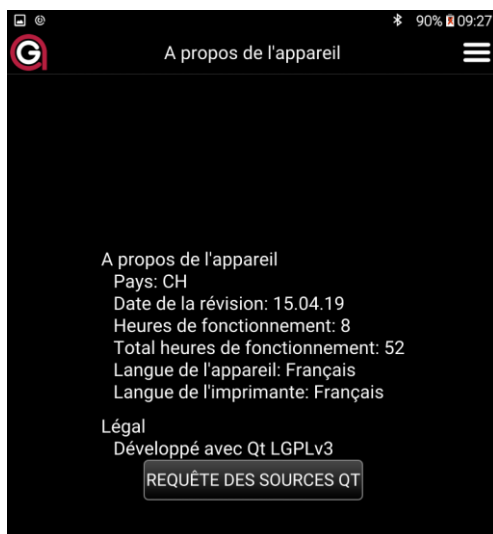 90% 09:27
A propos de l'appareil
A propos de l'appareil
Pays: CH
Date de la révision: 15.04.19
Heures de fonctionnement: 8
Total heures de fonctionnement: 52
Langue de l'appareil: Français
Langue de l'imprimante: Français
Légal
Développé avec Qt LGPLv3
REQUÊTE DES SOURCES QT